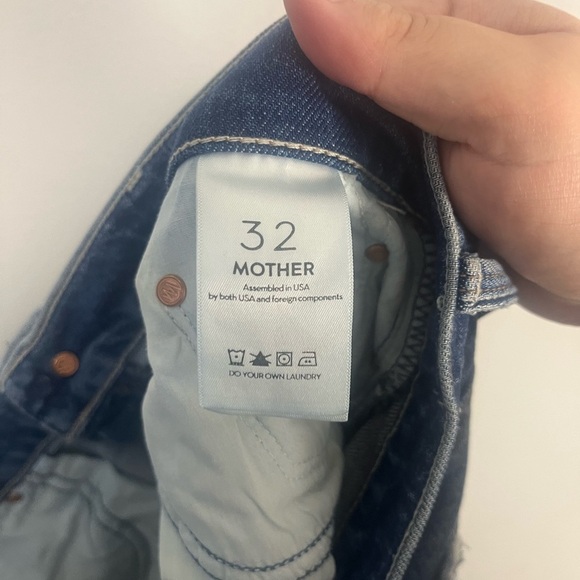 32
MOTHER
Assembled in USA
by both USA and foreign components
DO YOUR OWN LAUNDRY